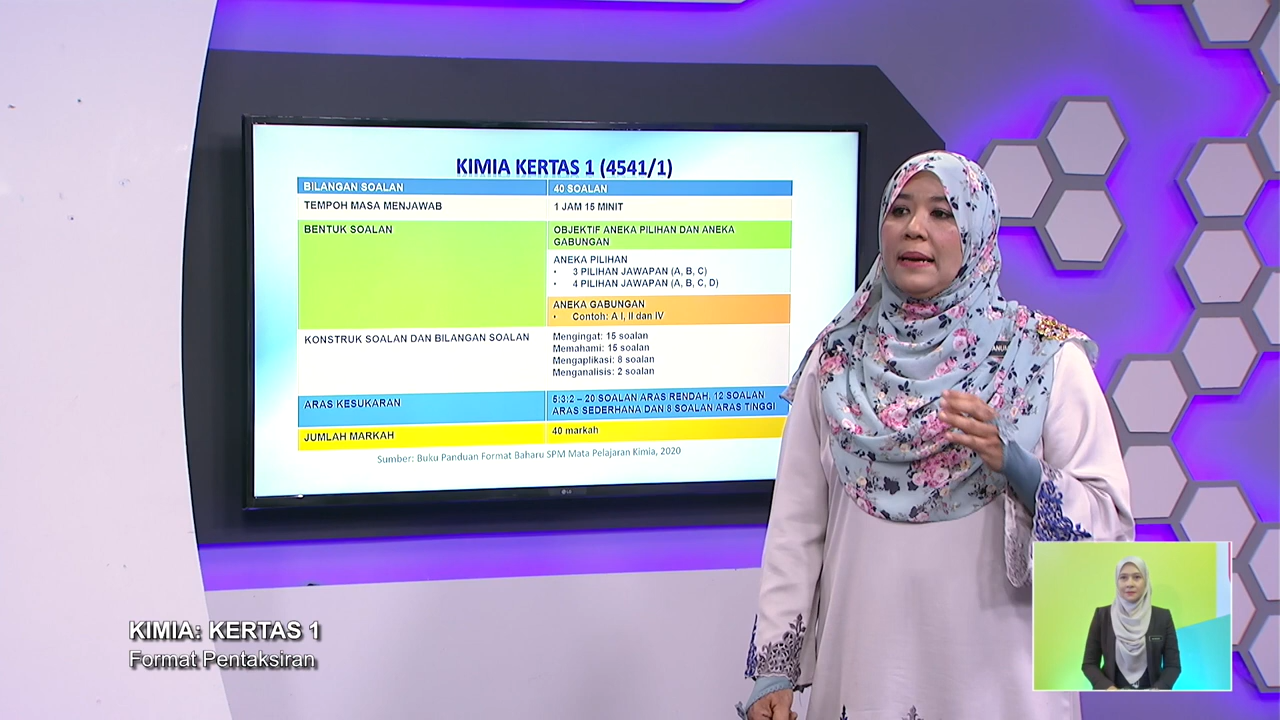 KIMIA KERTAS 1 (4541/1)
BILANGAN SOALAN
40 SOALAN
TEMPOH MASA MENJAWAB
1 JAM 15 MINIT
BENTUK SOALAN
OBJEKTIF ANEKA PILIHAN DAN ANEKA
GABUNGAN
ANEKA PILIHAN
• 3 PILIHAN JAWAPAN (A, B, C)
• 4 PILIHAN JAWAPAN (A, B, C, D)
ANEKA GABUNGAN
• Contoh: A I, II dan IV
KONSTRUK SOALAN DAN BILANGAN SOALAN
Mengingat: 15 soalan
Memahami: 15 soalan
Mengaplikasi: 8 soalan
Menganalisis: 2 soalan
ARAS KESUKARAN
5:3:2 – 20 SOALAN ARAS RENDAH, 12 SOALAN
ARAS SEDERHANA DAN 8 SOALAN ARAS TINGGI
JUMLAH MARKAH
40 markah
Sumber: Buku Panduan Format Baharu SPM Mata Pelajaran Kimia, 2020
LG
KIMIA: KERTAS 1
Format Pentaksiran